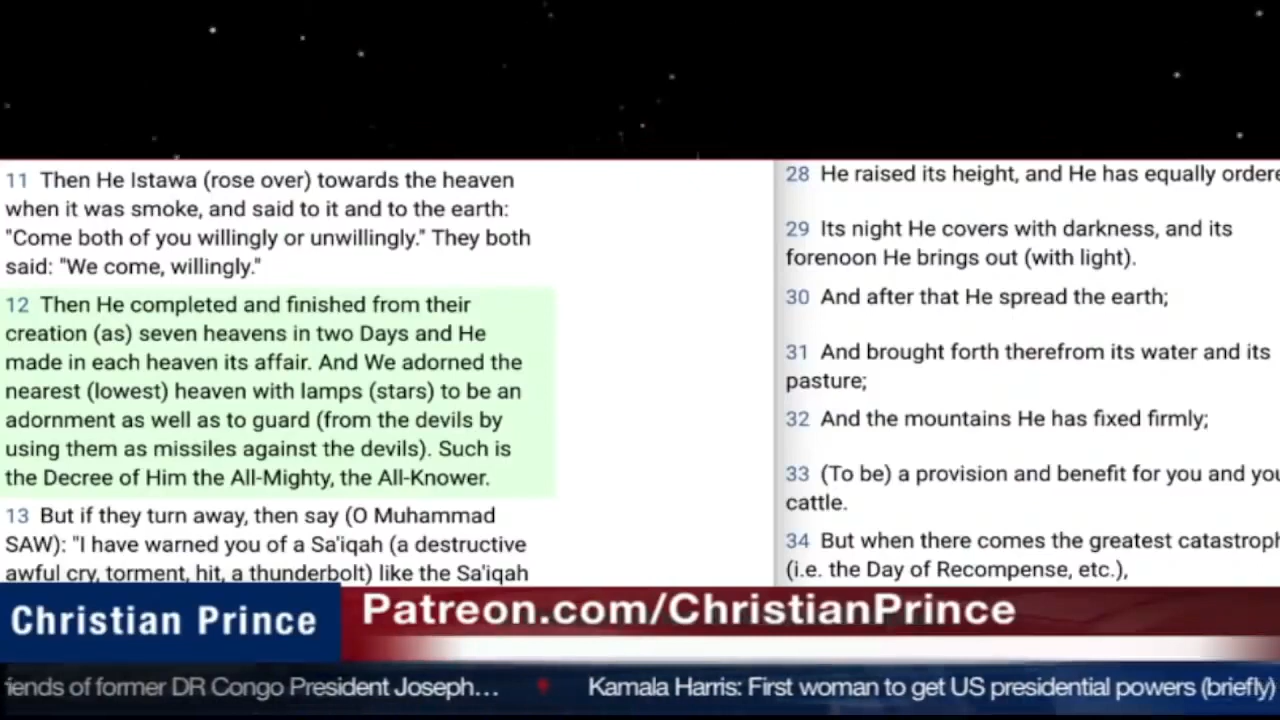 11 Then He Istawa (rose over) towards the heaven
when it was smoke, and said to it and to the earth:
"Come both of you willingly or unwillingly." They both
said: "We come, willingly."
12 Then He completed and finished from their
creation (as) seven heavens in two Days and He
made in each heaven its affair. And We adorned the
nearest (lowest) heaven with lamps (stars) to be an
adornment as well as to guard (from the devils by
using them as missiles against the devils). Such is
the Decree of Him the All-Mighty, the All-Knower.
13 But if they turn away, then say (O Muhammad
SAW): "I have warned you of a Sa'iqah (a destructive
awful cry, torment, hit, a thunderbolt) like the Sa'iqah
28 He raised its height, and He has equally
29 Its night He covers with darkness, and its
forenoon He brings out (with light).
30 And after that He spread the earth;
31 And brought forth therefrom its water and its
pasture;
32 And the mountains He has fixed firmly;
33 (To be) a provision and benefit for you and
cattle.
34 But when there comes the greatest
(i.e. the Day of Recompense, etc.),
Christian Prince
Patreon.com/ChristianPrince
of former DR Congo President Joseph...
Kamala Harris: First woman to get US presidential powers (briefly)